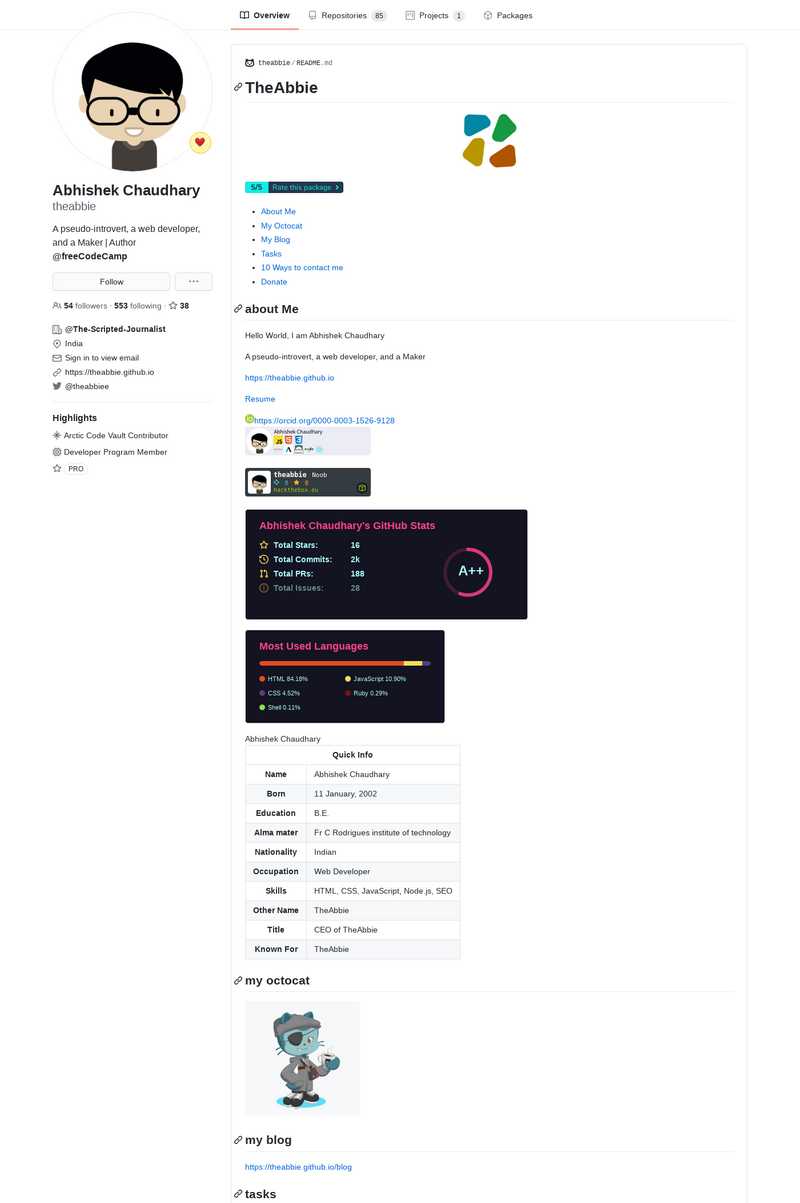 Overview Repositories 85 Projects 1 Packages
Abhishek Chaudhary
theabbie
A pseudo-introvert, a web developer,
and a Maker | Author
@freeCodeCamp
Follow
54 followers · 553 following · 38
@The-Scripted-Journalist
India
Sign in to view email
https://theabbie.github.io
@theabbiee
Highlights
Arctic Code Vault Contributor
Developer Program Member
PRO
theabbie/README.md
TheAbbie
5/5 Rate this package
About Me
My Octocat
My Blog
Tasks
10 Ways to contact me
Donate
about Me
Hello World, I am Abhishek Chaudhary
A pseudo-introvert, a web developer, and a Maker
https://theabbie.github.io
Resume
iD https://orcid.org/0000-0003-1526-9128
Abhishek Chaudhary
theabbie Noob
hackthebox.eu
Abhishek Chaudhary's GitHub Stats
Total Stars: 16
Total Commits: 2k
Total PRs: 188
Total Issues: 28
A++
Most Used Languages
HTML 84.18% JavaScript 10.90%
CSS 4.52% Ruby 0.29%
Shell 0.11%
Abhishek Chaudhary
Quick Info
Name Abhishek Chaudhary
Born 11 January, 2002
Education B.E.
Alma mater Fr C Rodrigues institute of technology
Nationality Indian
Occupation Web Developer
Skills HTML, CSS, JavaScript, Node.js, SEO
Other Name TheAbbie
Title CEO of TheAbbie
Known For TheAbbie
my octocat
my blog
https://theabbie.github.io/blog
tasks